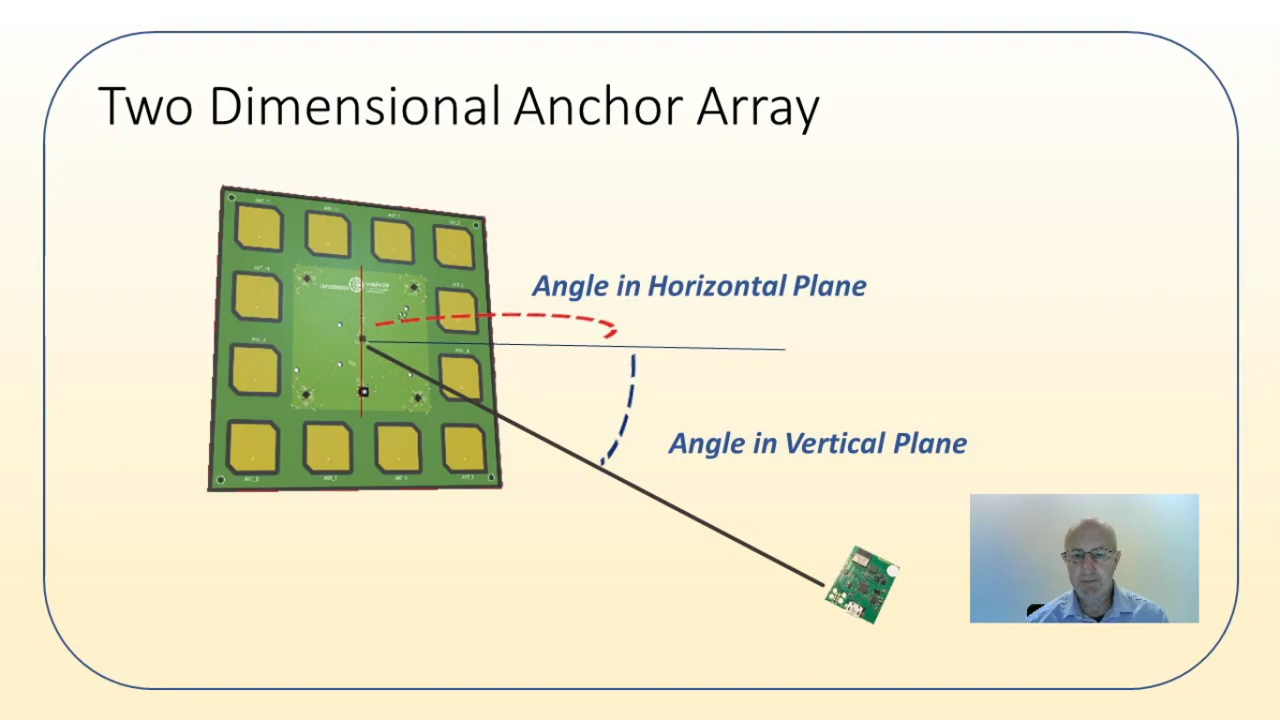 Two Dimensional Anchor Array
Angle in Horizontal Plane
Angle in Vertical Plane